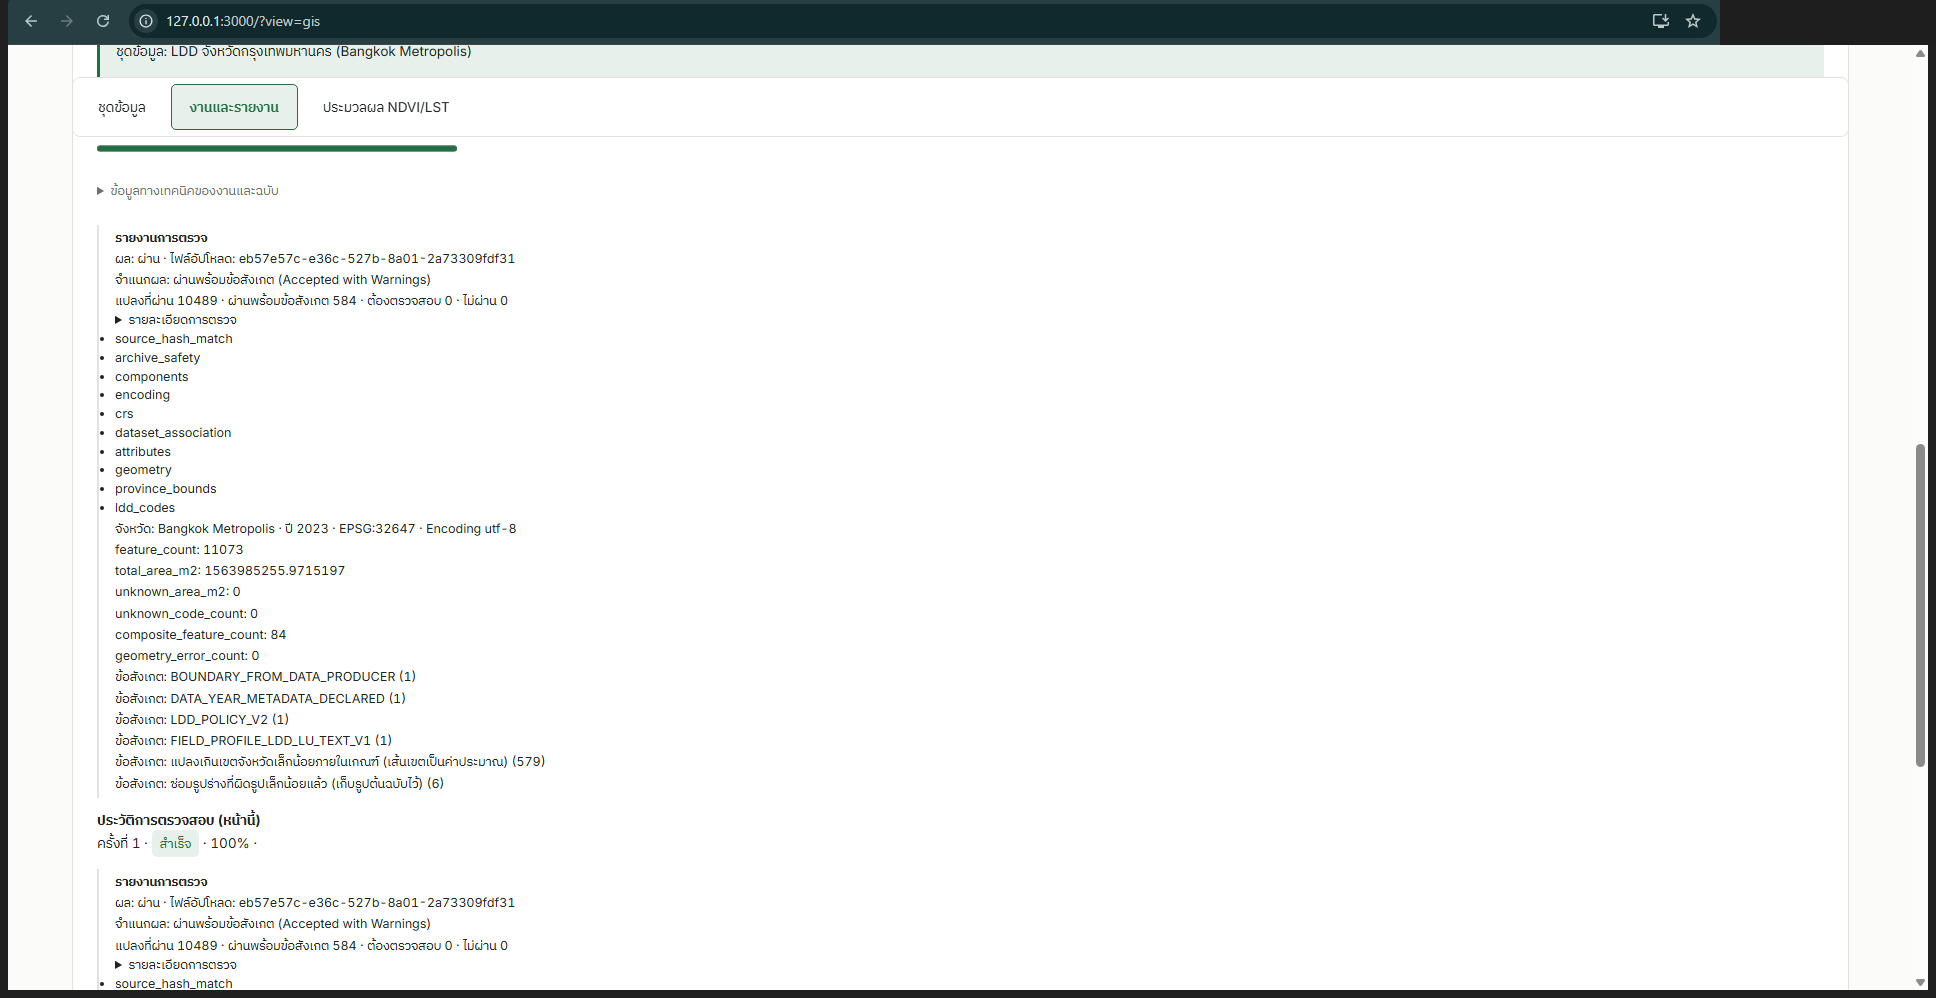 127.0.0.1:3000/?view=gis
ชุดข้อมูล: LDD จังหวัดกรุงเทพมหานคร (Bangkok Metropolis)
ชุดข้อมูล งานและรายงาน ประมวลผล NDVI/LST
ข้อมูลทางเทคนิคของงานและฉบับ
รายงานการตรวจ
ผล: ผ่าน · ไฟล์อัปโหลด: eb57e57c-e36c-527b-8a01-2a73309fdf31
จำแนกผล: ผ่านพร้อมข้อสังเกต (Accepted with Warnings)
แปลงที่ผ่าน 10489 · ผ่านพร้อมข้อสังเกต 584 · ต้องตรวจสอบ 0 · ไม่ผ่าน 0
รายละเอียดการตรวจ
source_hash_match
archive_safety
components
encoding
crs
dataset_association
attributes
geometry
province_bounds
ldd_codes
จังหวัด: Bangkok Metropolis · ปี 2023 · EPSG:32647 · Encoding utf-8
feature_count: 11073
total_area_m2: 1563985255.9715197
unknown_area_m2: 0
unknown_code_count: 0
composite_feature_count: 84
geometry_error_count: 0
ข้อสังเกต: BOUNDARY_FROM_DATA_PRODUCER (1)
ข้อสังเกต: DATA_YEAR_METADATA_DECLARED (1)
ข้อสังเกต: LDD_POLICY_V2 (1)
ข้อสังเกต: FIELD_PROFILE_LDD_LU_TEXT_V1 (1)
ข้อสังเกต: แปลงเกินเขตจังหวัดเล็กน้อยภายในเกณฑ์ (เส้นเขตเป็นค่าประมาณ) (579)
ข้อสังเกต: ซ่อมรูปร่างที่ผิดรูปเล็กน้อยแล้ว (เก็บรูปต้นฉบับไว้) (6)
ประวัติการตรวจสอบ (หน้านี้)
ครั้งที่ 1 · สำเร็จ · 100% ·
รายงานการตรวจ
ผล: ผ่าน · ไฟล์อัปโหลด: eb57e57c-e36c-527b-8a01-2a73309fdf31
จำแนกผล: ผ่านพร้อมข้อสังเกต (Accepted with Warnings)
แปลงที่ผ่าน 10489 · ผ่านพร้อมข้อสังเกต 584 · ต้องตรวจสอบ 0 · ไม่ผ่าน 0
รายละเอียดการตรวจ
source_hash_match